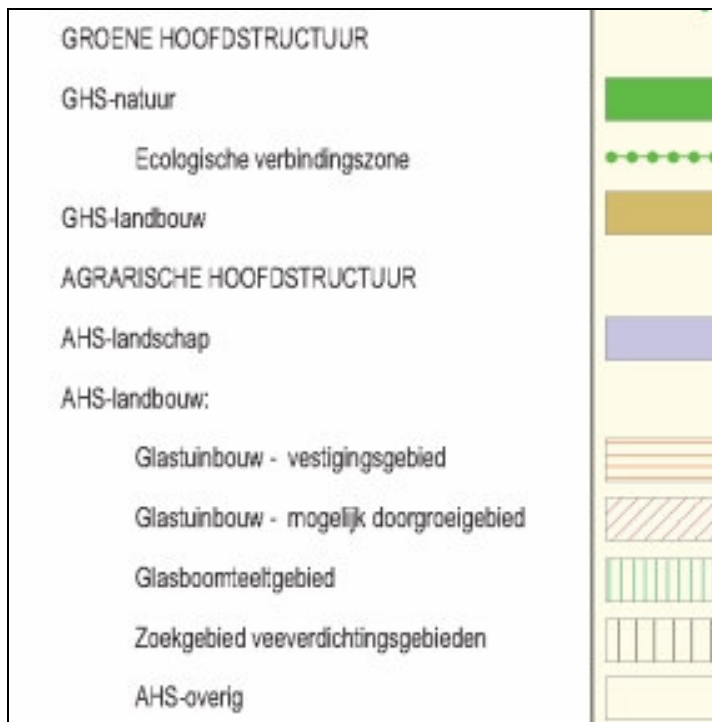 GROENE HOOFDSTRUCTUUR
GHS-natuur
Ecologische verbindingszone
GHS-landbouw
AGRARISCHE HOOFDSTRUCTUUR
AHS-landschap
AHS-landbouw:
Glastuinbouw - vestigingsgebied
Glastuinbouw - mogelijk doorgroeigebied
Glasboomteeltgebied
Zoekgebied veeverdichtingsgebieden
AHS-overig